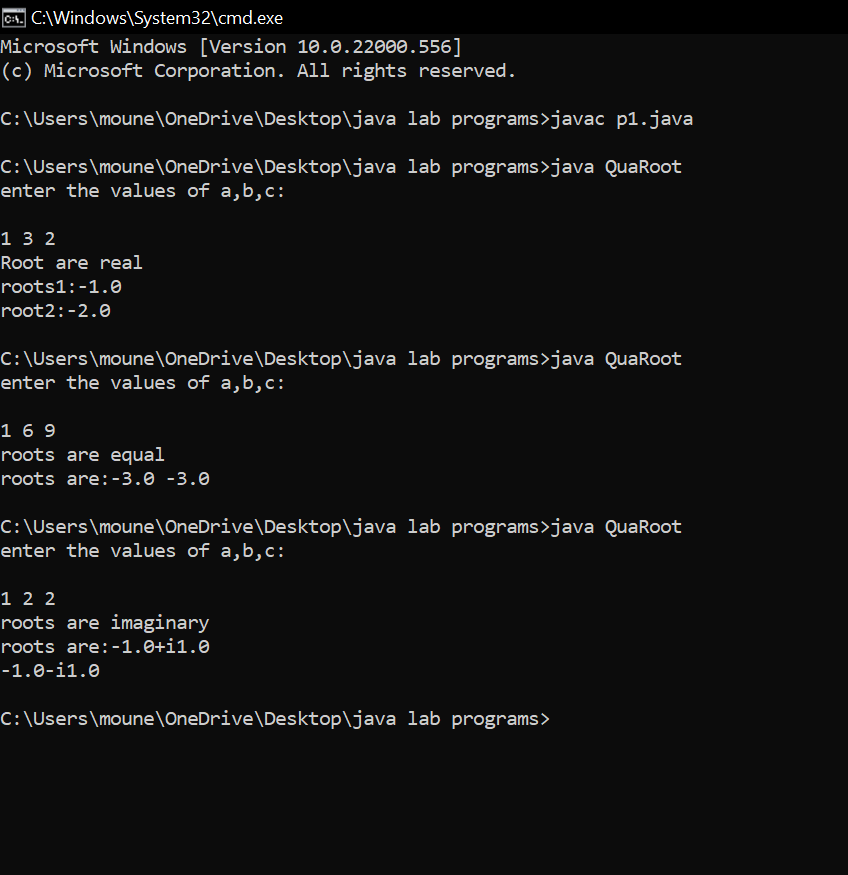 C:\Windows\System32\cmd.exe
Microsoft Windows [Version 10.0.22000.556]
(c) Microsoft Corporation. All rights reserved.
C:\Users\moune\OneDrive\Desktop\java lab programs>javac p1.java
C:\Users\moune\OneDrive\Desktop\java lab programs>java QuaRoot
enter the values of a,b,c:
1 3 2
Root are real
roots1:-1.0
root2:-2.0
C:\Users\moune\OneDrive\Desktop\java lab programs>java QuaRoot
enter the values of a,b,c:
1 6 9
roots are equal
roots are:-3.0 -3.0
C:\Users\moune\OneDrive\Desktop\java lab programs>java QuaRoot
enter the values of a,b,c:
1 2 2
roots are imaginary
roots are:-1.0+i1.0
-1.0-i1.0
C:\Users\moune\OneDrive\Desktop\java lab programs>